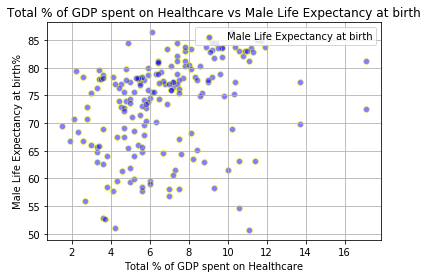 Total % of GDP spent on Healthcare vs Male Life Expectancy at birth
Male Life Expectancy at birth
Male Life Expectancy at birth%
85
80
75
70
65
60
55
50
2 4 6 8 10 12 14 16
Total % of GDP spent on Healthcare